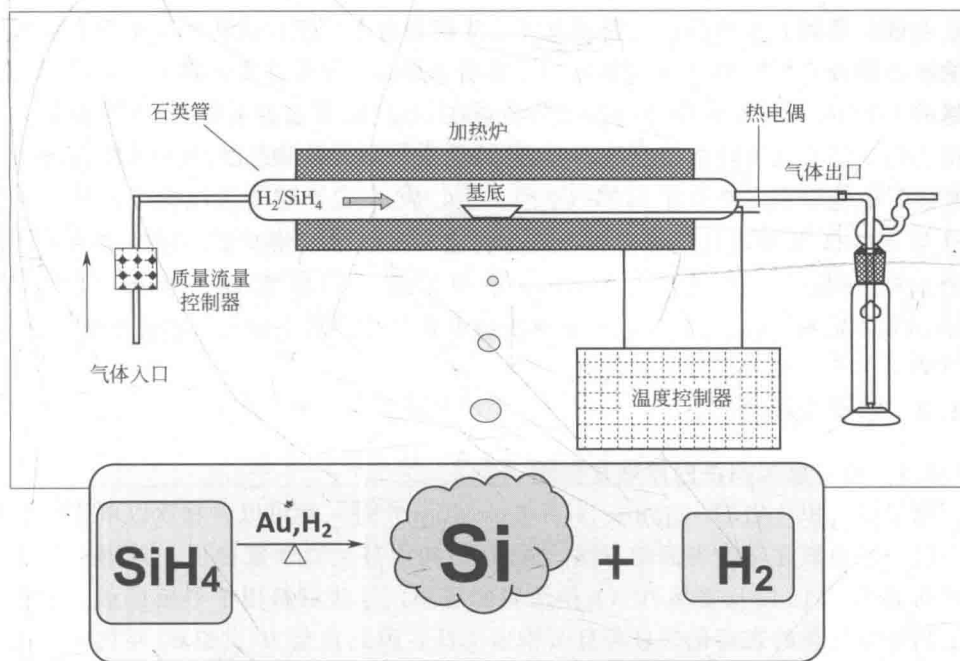 石英管
加热炉
热电偶
气体出口
H₂/SiH₄
基底
质量流量
控制器
气体入口
温度控制器
Au,H₂
△
SiH₄
Si + H₂